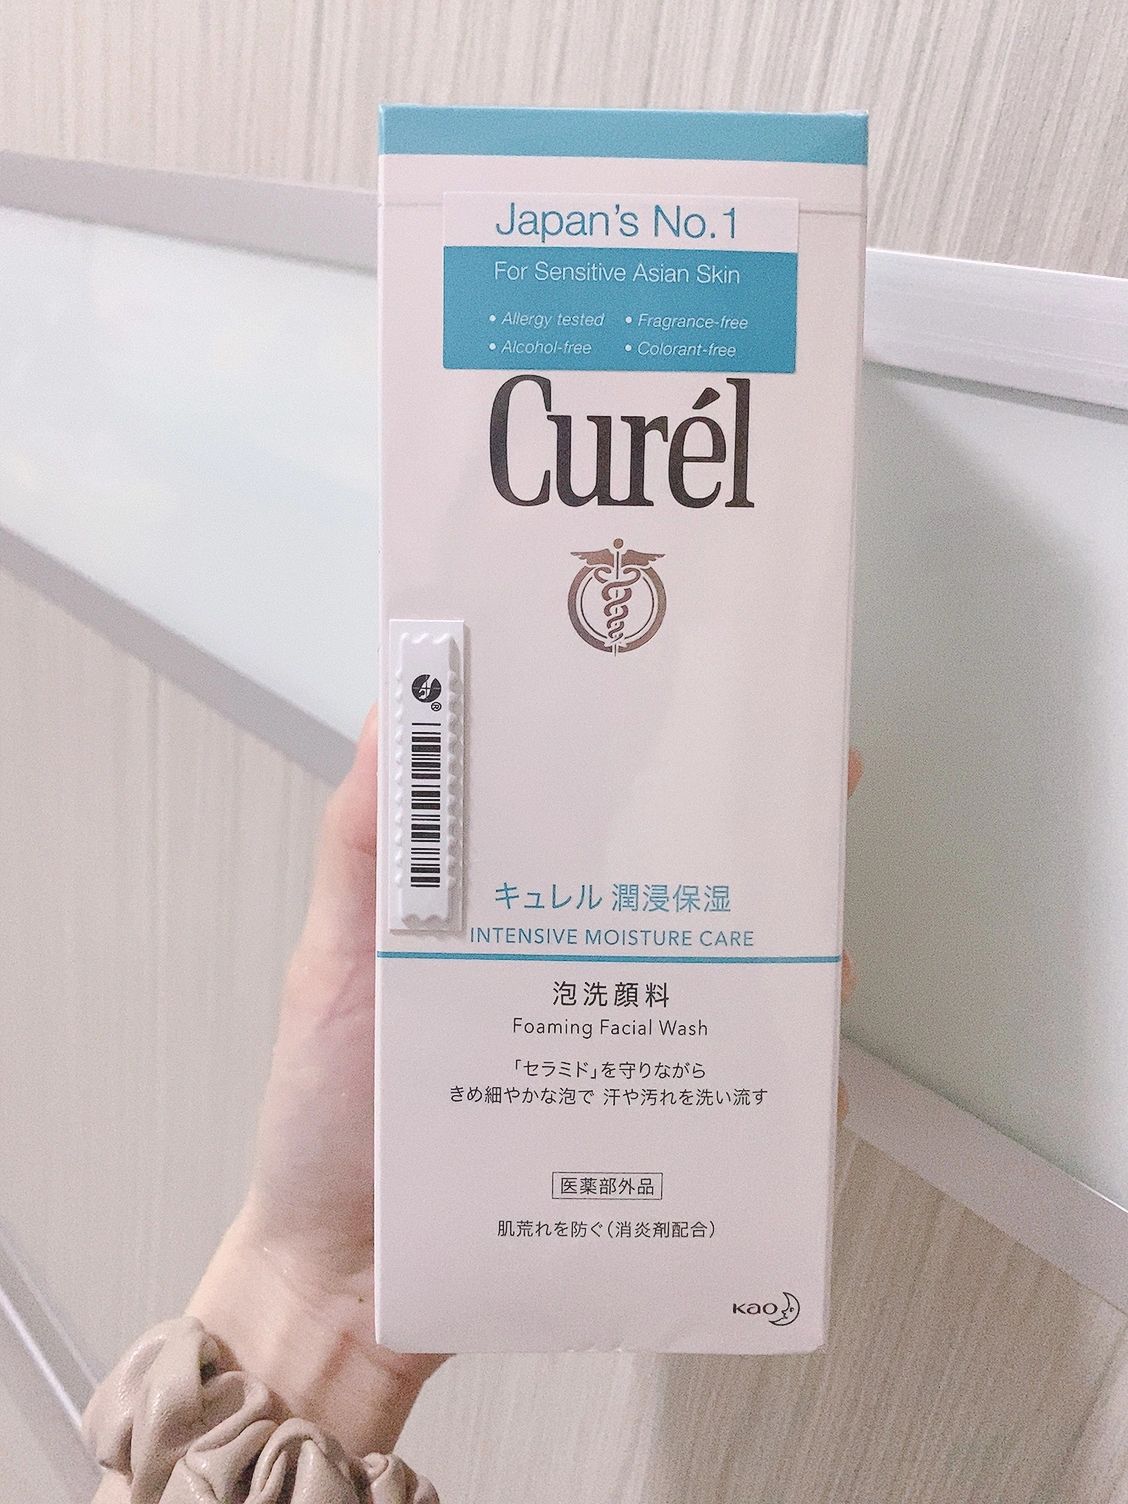 Japan's No.1
For Sensitive Asian Skin
• Allergy tested • Fragrance-free
• Alcohol-free • Colorant-free
Curél
キュレル 潤浸保湿
INTENSIVE MOISTURE CARE
泡洗顔料
Foaming Facial Wash
「セラミド」を守りながら
きめ細やかな泡で 汗や汚れを洗い流す
医薬部外品
肌荒れを防ぐ(消炎剤配合)
Kao